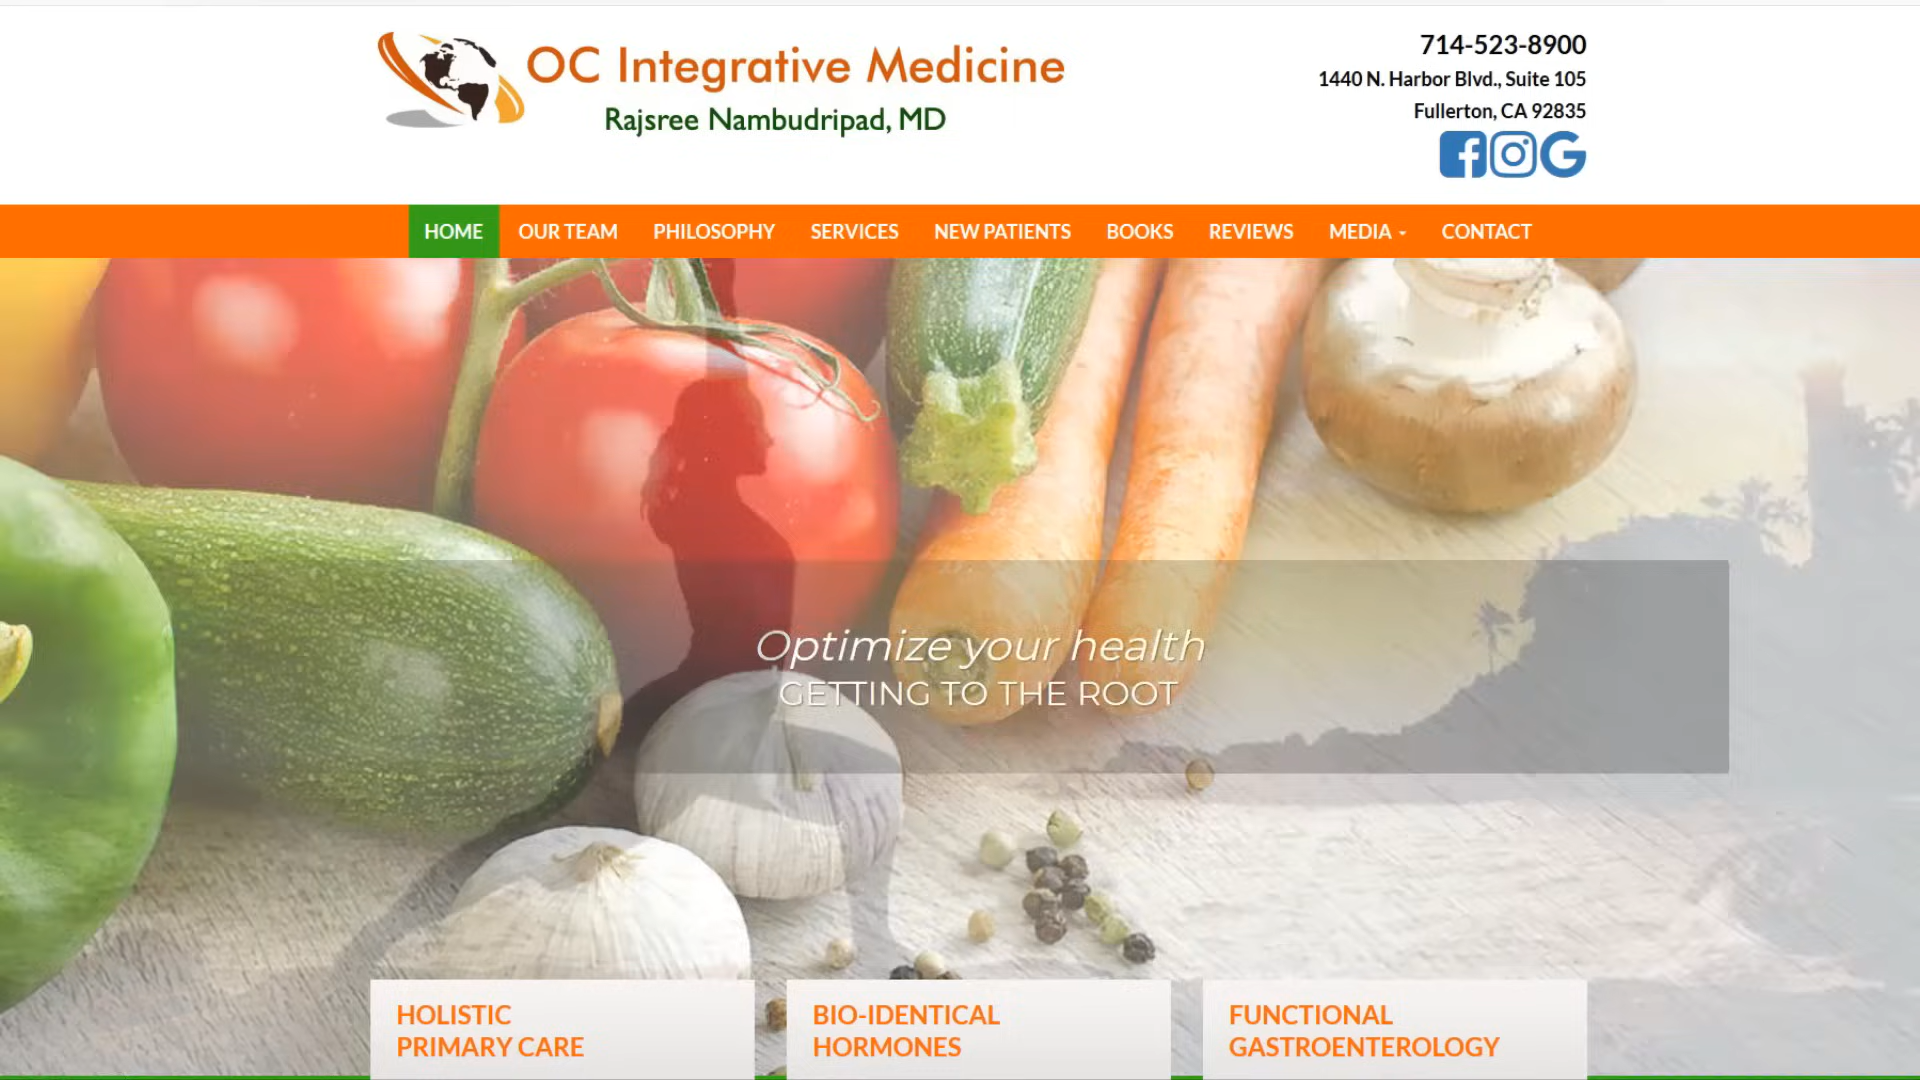 OC Integrative Medicine
Rajsree Nambudripad, MD
714-523-8900
1440 N. Harbor Blvd., Suite 105
Fullerton, CA 92835
HOME OUR TEAM PHILOSOPHY SERVICES NEW PATIENTS BOOKS REVIEWS MEDIA CONTACT
Optimize your health
GETTING TO THE ROOT
HOLISTIC
PRIMARY CARE
BIO-IDENTICAL
HORMONES
FUNCTIONAL
GASTROENTEROLOGY